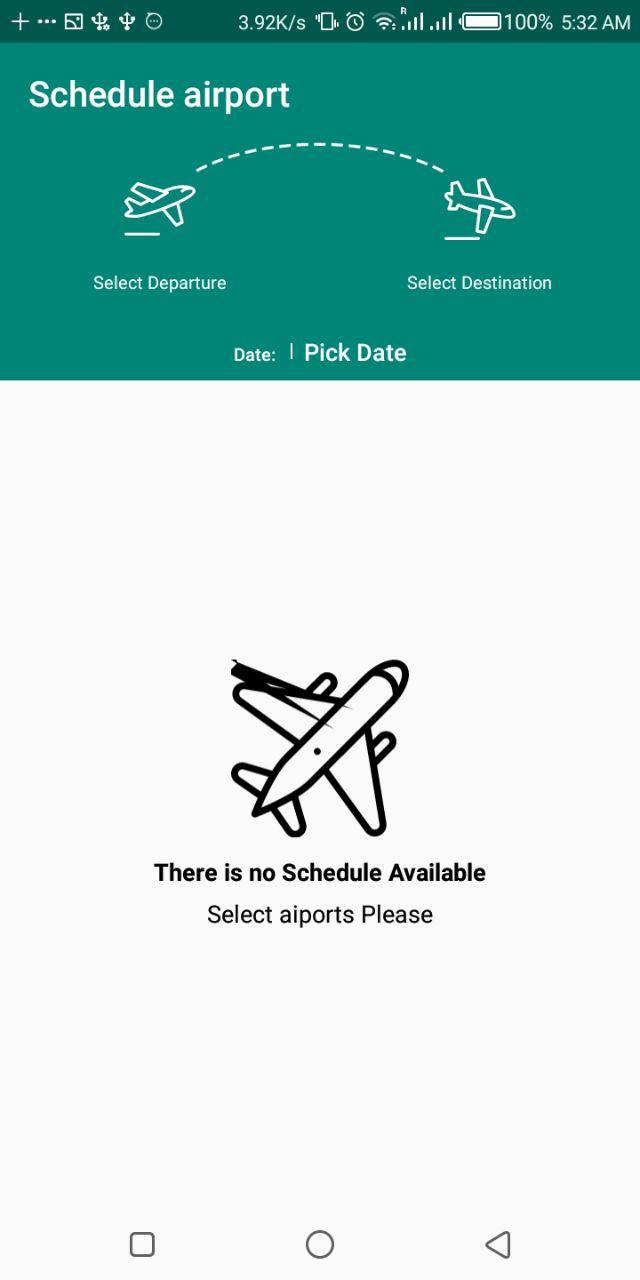 3.92K/s R 100% 5:32 AM
Schedule airport
Select Departure Select Destination
Date: | Pick Date
There is no Schedule Available
Select aiports Please